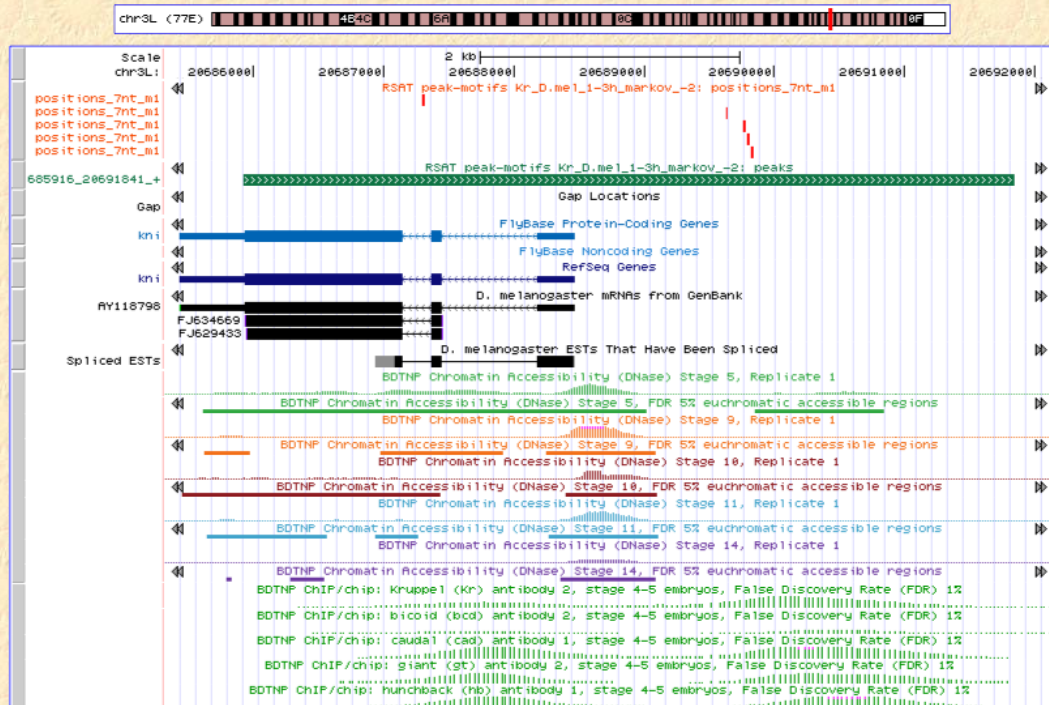 chr3L (77E) 4B4C 6A 0C 0F
Scale 2 kb
chr3L: 20686000 20687000 20688000 20689000 20690000 20691000 20692000
RSAT peak-motifs Kr_D.mel_1-3h_markov_-2: positions_7nt_m1
positions_7nt_m1
positions_7nt_m1
positions_7nt_m1
positions_7nt_m1
positions_7nt_m1
RSAT peak-motifs Kr_D.mel_1-3h_markov_-2: peaks
685916_20691841_+
Gap Locations
Gap
FlyBase Protein-Coding Genes
kni
FlyBase Noncoding Genes
RefSeq Genes
kni
D. melanogaster mRNAs from GenBank
AY118798
FJ634669
FJ629433
D. melanogaster ESTs That Have Been Spliced
Spliced ESTs
BDTNP Chromatin Accessibility (DNase) Stage 5, Replicate 1
BDTNP Chromatin Accessibility (DNase) Stage 5, FDR 5% euchromatic accessible regions
BDTNP Chromatin Accessibility (DNase) Stage 9, Replicate 1
BDTNP Chromatin Accessibility (DNase) Stage 9, FDR 5% euchromatic accessible regions
BDTNP Chromatin Accessibility (DNase) Stage 10, Replicate 1
BDTNP Chromatin Accessibility (DNase) Stage 10, FDR 5% euchromatic accessible regions
BDTNP Chromatin Accessibility (DNase) Stage 11, Replicate 1
BDTNP Chromatin Accessibility (DNase) Stage 11, FDR 5% euchromatic accessible regions
BDTNP Chromatin Accessibility (DNase) Stage 14, Replicate 1
BDTNP Chromatin Accessibility (DNase) Stage 14, FDR 5% euchromatic accessible regions
BDTNP ChIP/chip: Kruppel (Kr) antibody 2, stage 4-5 embryos, False Discovery Rate (FDR) 1%
BDTNP ChIP/chip: bicoid (bcd) antibody 2, stage 4-5 embryos, False Discovery Rate (FDR) 1%
BDTNP ChIP/chip: caudal (cad) antibody 1, stage 4-5 embryos, False Discovery Rate (FDR) 1%
BDTNP ChIP/chip: giant (gt) antibody 2, stage 4-5 embryos, False Discovery Rate (FDR) 1%
BDTNP ChIP/chip: hunchback (hb) antibody 1, stage 4-5 embryos, False Discovery Rate (FDR) 1%